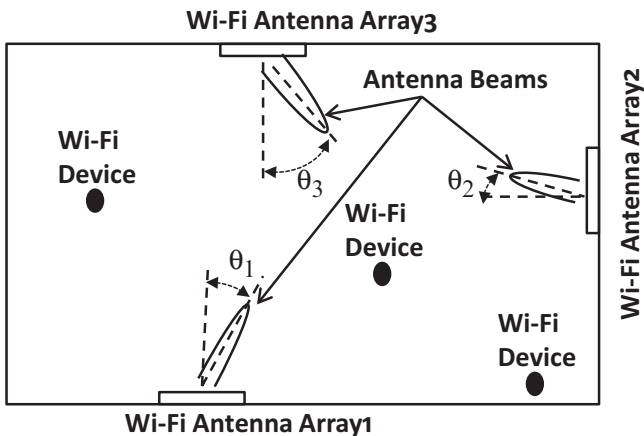 Wi-Fi Antenna Array3
Antenna Beams
Wi-Fi Antenna Array2
Wi-Fi
Device
θ3
θ2
Wi-Fi
Device
θ1
Wi-Fi
Device
Wi-Fi Antenna Array1